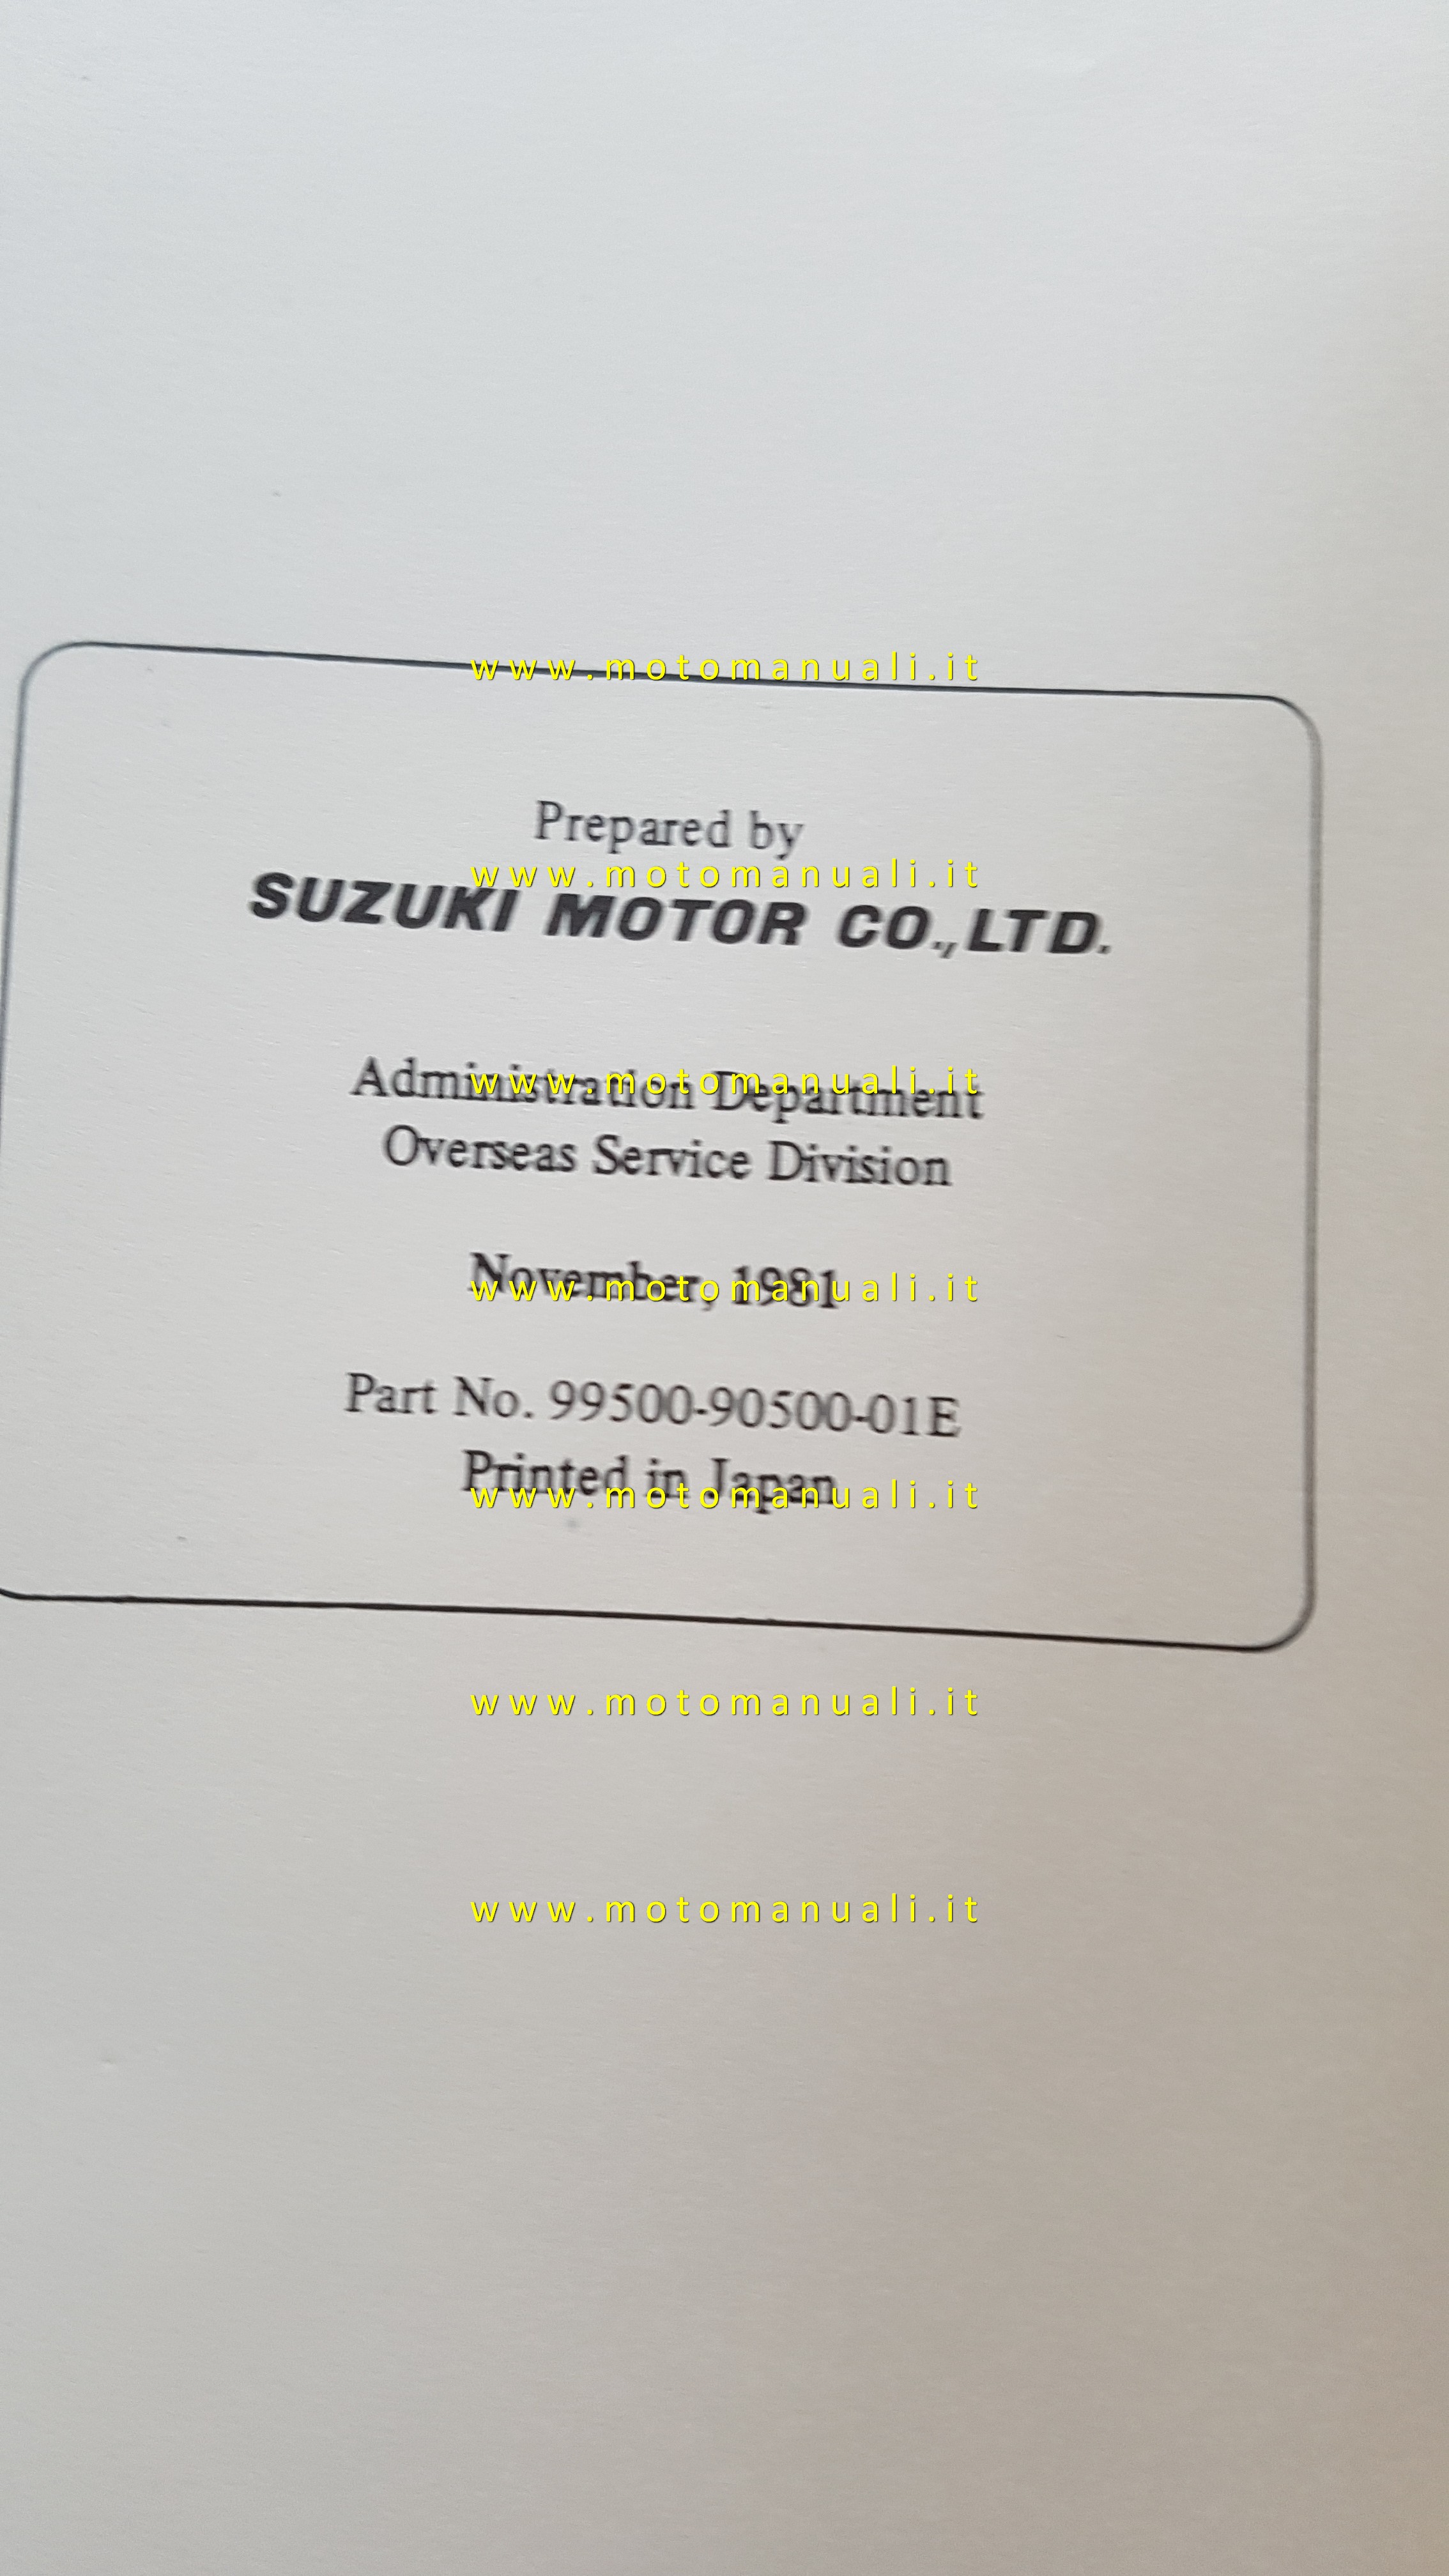 www.motomanuali.it
Prepared by
www.motomanuali.it
SUZUKI MOTOR CO.,LTD.
www.motomanuali.it
Administration Department
Overseas Service Division
November, 1981
www.motomanuali.it
Part No. 99500-90500-01E
Printed in Japan
www.motomanuali.it
www.motomanuali.it
www.motomanuali.it